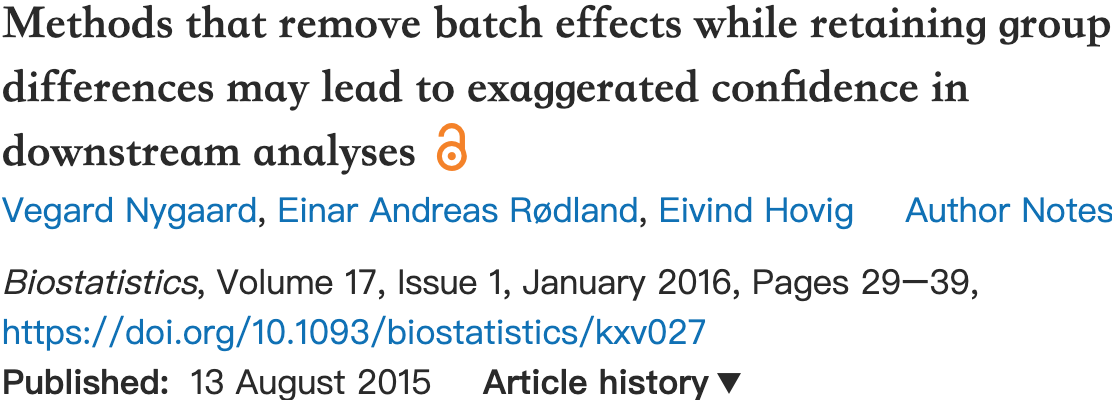 Methods that remove batch effects while retaining group
differences may lead to exaggerated confidence in
downstream analyses
Vegard Nygaard, Einar Andreas Rødland, Eivind Hovig Author Notes
Biostatistics, Volume 17, Issue 1, January 2016, Pages 29–39,
https://doi.org/10.1093/biostatistics/kxv027
Published: 13 August 2015 Article history ▼